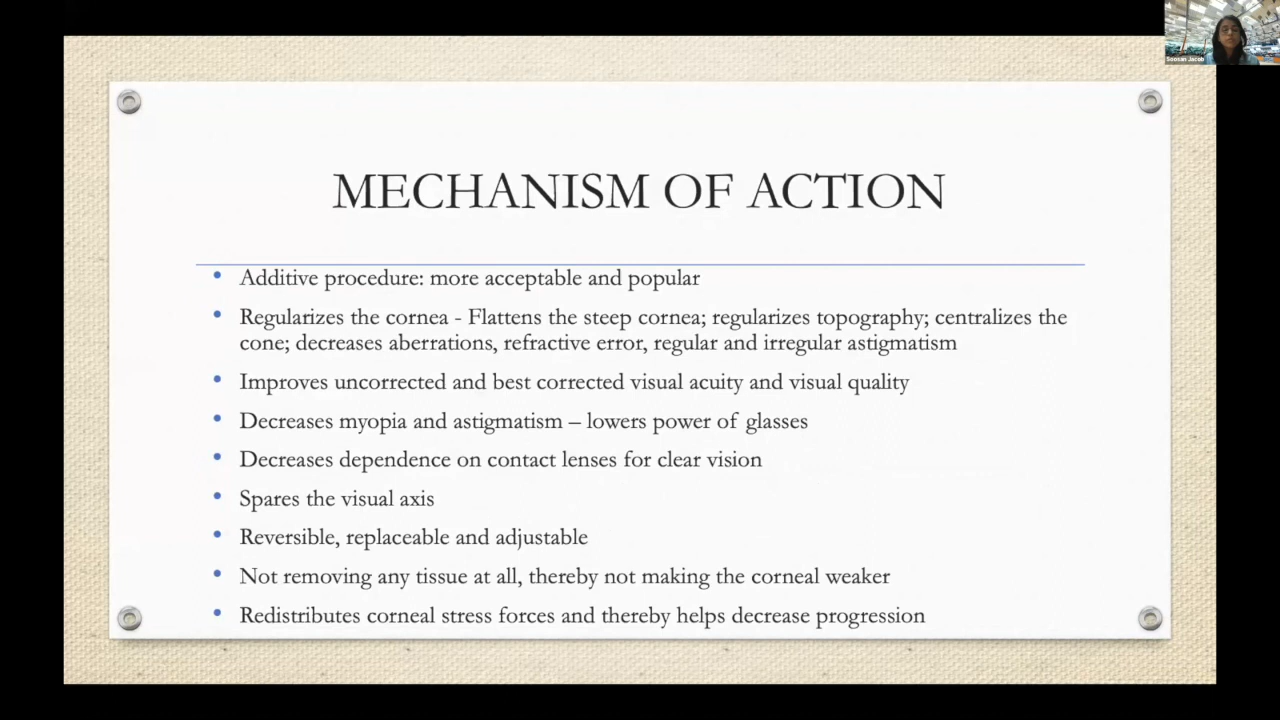 Soosan Jacob
MECHANISM OF ACTION
• Additive procedure: more acceptable and popular
• Regularizes the cornea - Flattens the steep cornea; regularizes topography; centralizes the
cone; decreases aberrations, refractive error, regular and irregular astigmatism
• Improves uncorrected and best corrected visual acuity and visual quality
• Decreases myopia and astigmatism – lowers power of glasses
• Decreases dependence on contact lenses for clear vision
• Spares the visual axis
• Reversible, replaceable and adjustable
• Not removing any tissue at all, thereby not making the corneal weaker
• Redistributes corneal stress forces and thereby helps decrease progression